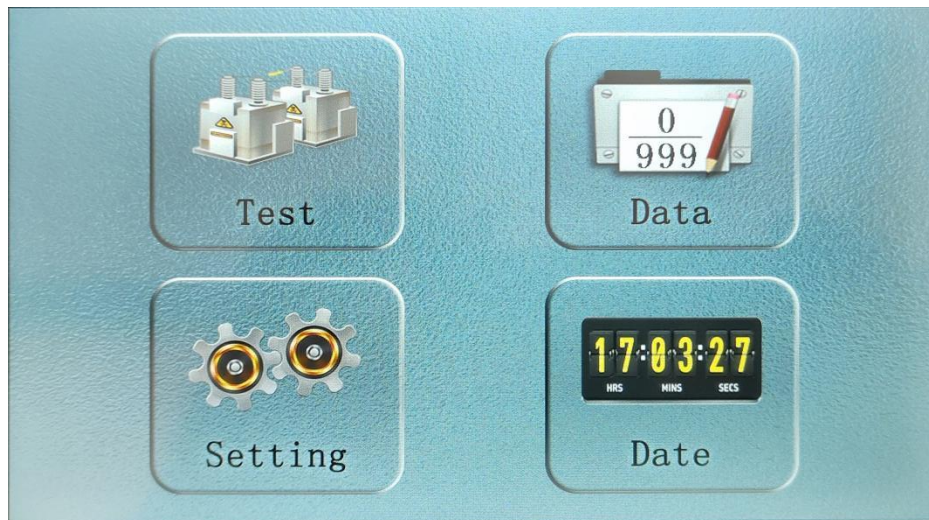 0
999
Test
Data
17:03:27
HRS MINS SECS
Setting
Date